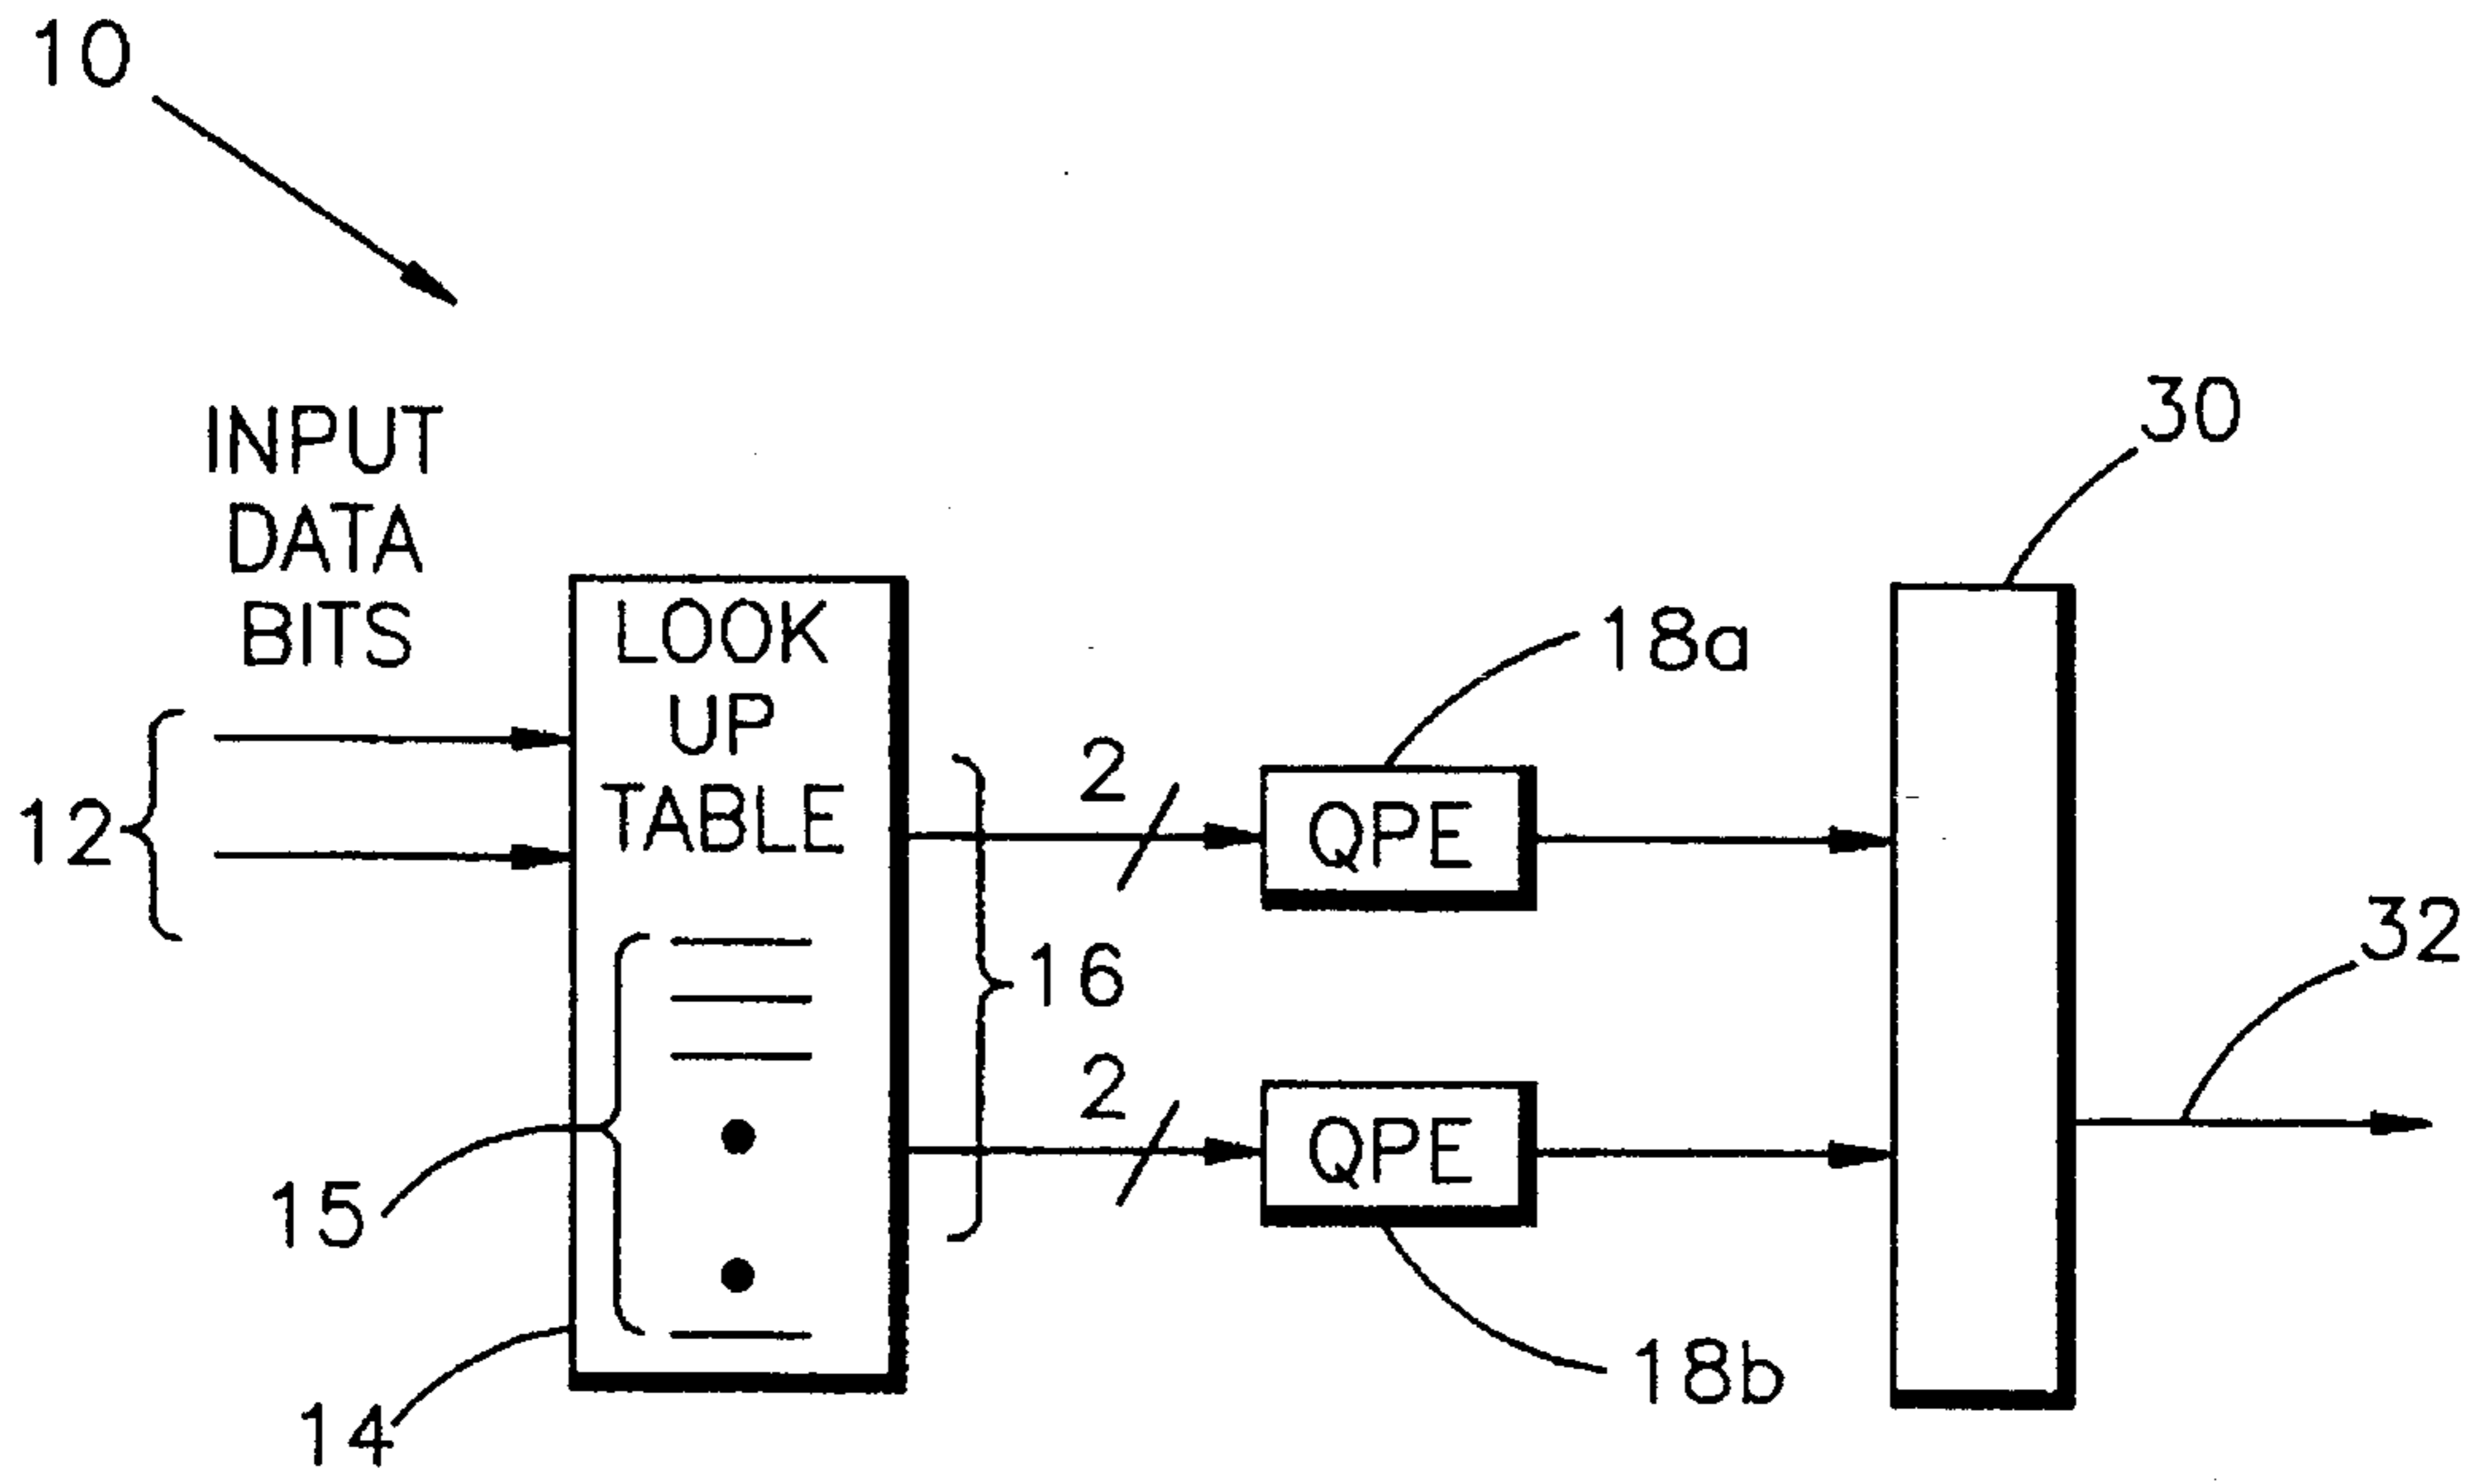 10
INPUT
DATA
BITS
12
LOOK
UP
TABLE
15
14
16
2
QPE
18a
2
QPE
18b
30
32